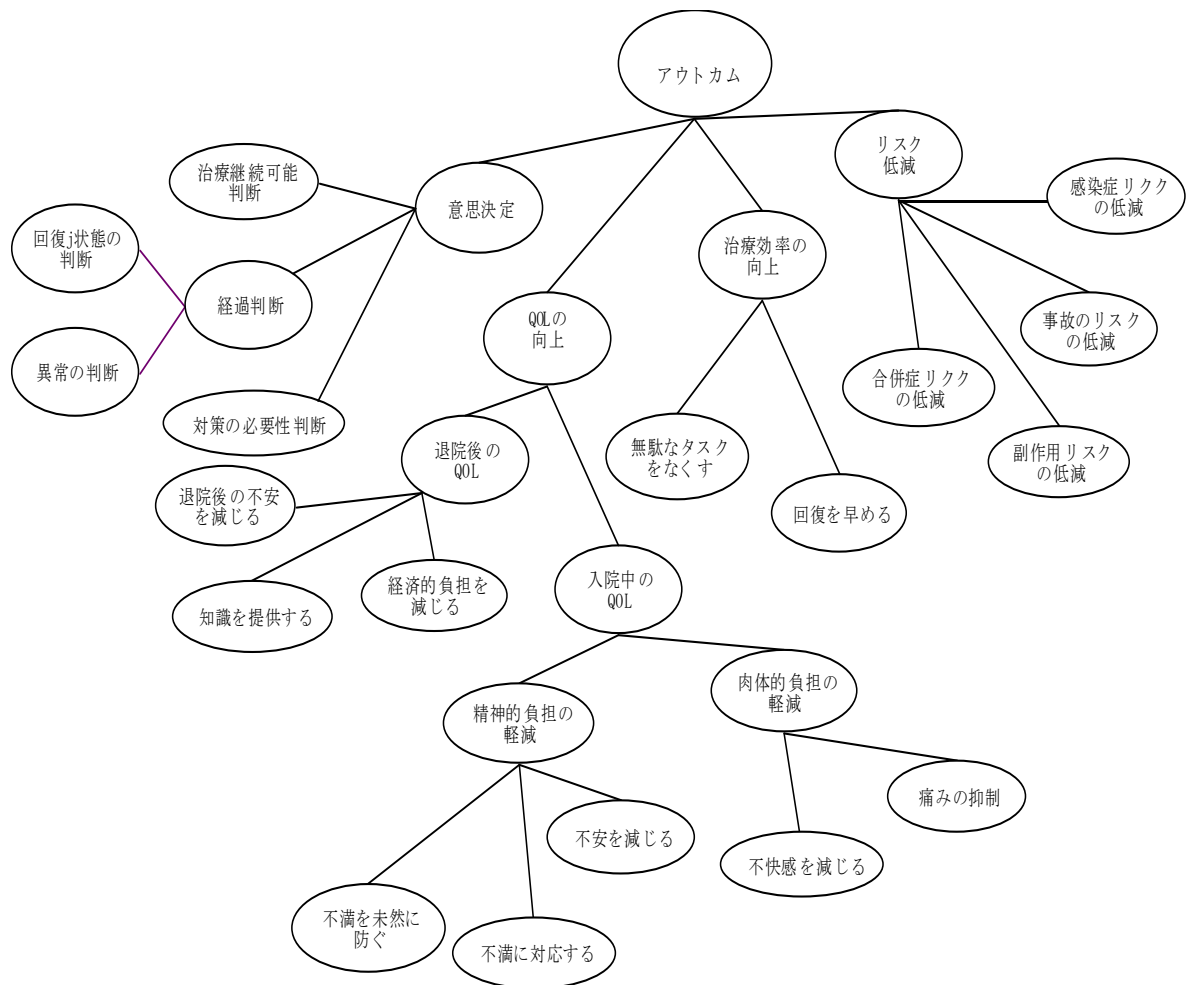 アウトカム
リスク
低減
治療継続可能
判断
感染症リクク
の低減
意思決定
回復j状態の
判断
治療効率の
向上
経過判断
QOLの
向上
事故のリスク
の低減
異常の判断
合併症リクク
の低減
対策の必要性判断
退院後の
QOL
無駄なタスク
をなくす
副作用リスク
の低減
退院後の不安
を減じる
回復を早める
経済的負担を
減じる
入院中の
QOL
知識を提供する
肉体的負担の
軽減
精神的負担の
軽減
痛みの抑制
不安を減じる
不快感を減じる
不満を未然に
防ぐ
不満に対応する